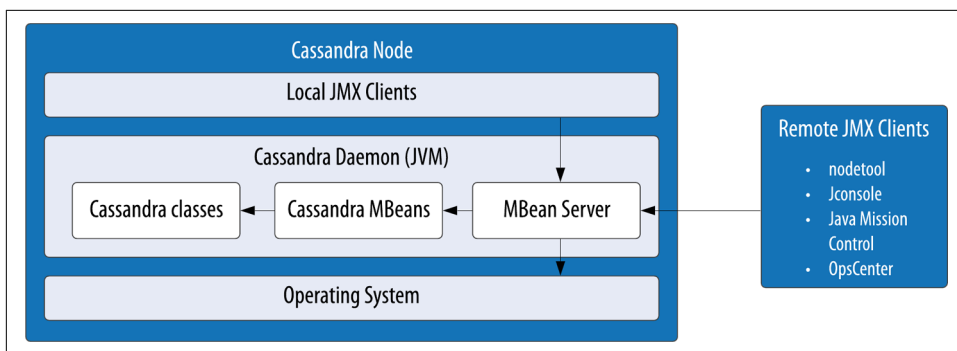 Cassandra Node
Local JMX Clients
Cassandra Daemon (JVM)
Cassandra classes
Cassandra MBeans
MBean Server
Operating System
Remote JMX Clients
• nodetool
• Jconsole
• Java Mission
Control
• OpsCenter